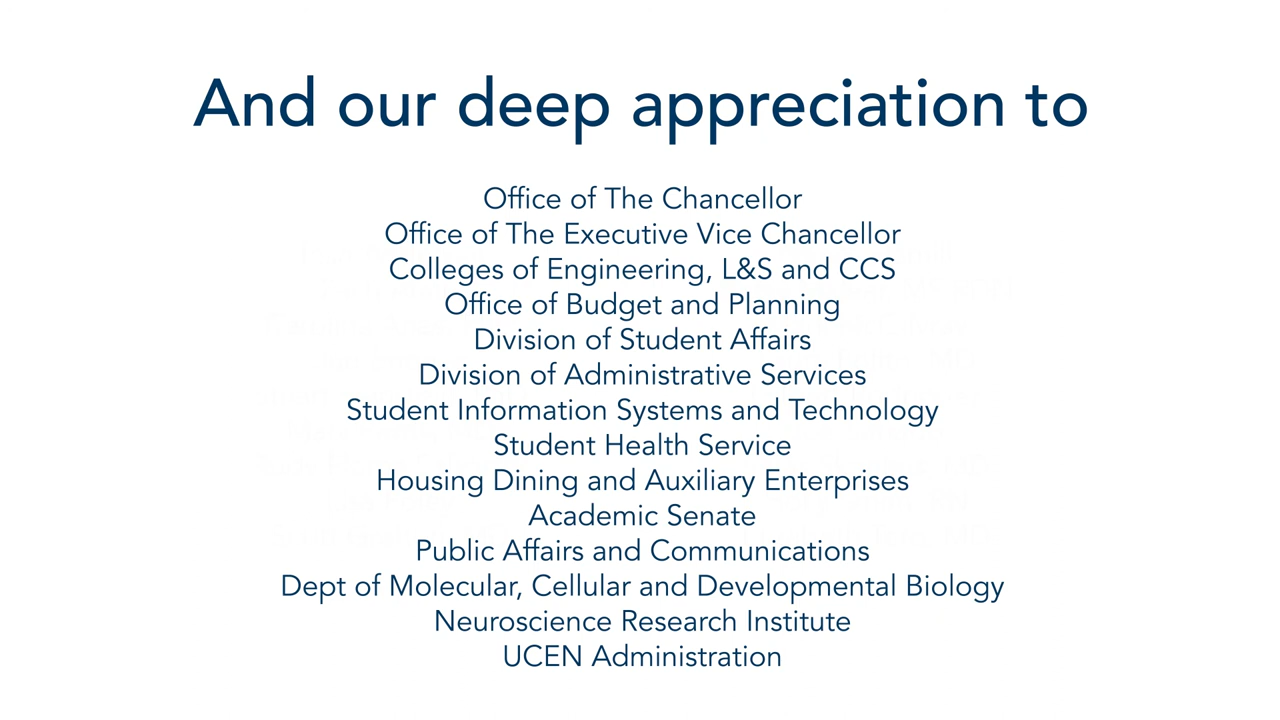 And our deep appreciation to
Office of The Chancellor
Office of The Executive Vice Chancellor
Colleges of Engineering, L&S and CCS
Office of Budget and Planning
Division of Student Affairs
Division of Administrative Services
Student Information Systems and Technology
Student Health Service
Housing Dining and Auxiliary Enterprises
Academic Senate
Public Affairs and Communications
Dept of Molecular, Cellular and Developmental Biology
Neuroscience Research Institute
UCEN Administration